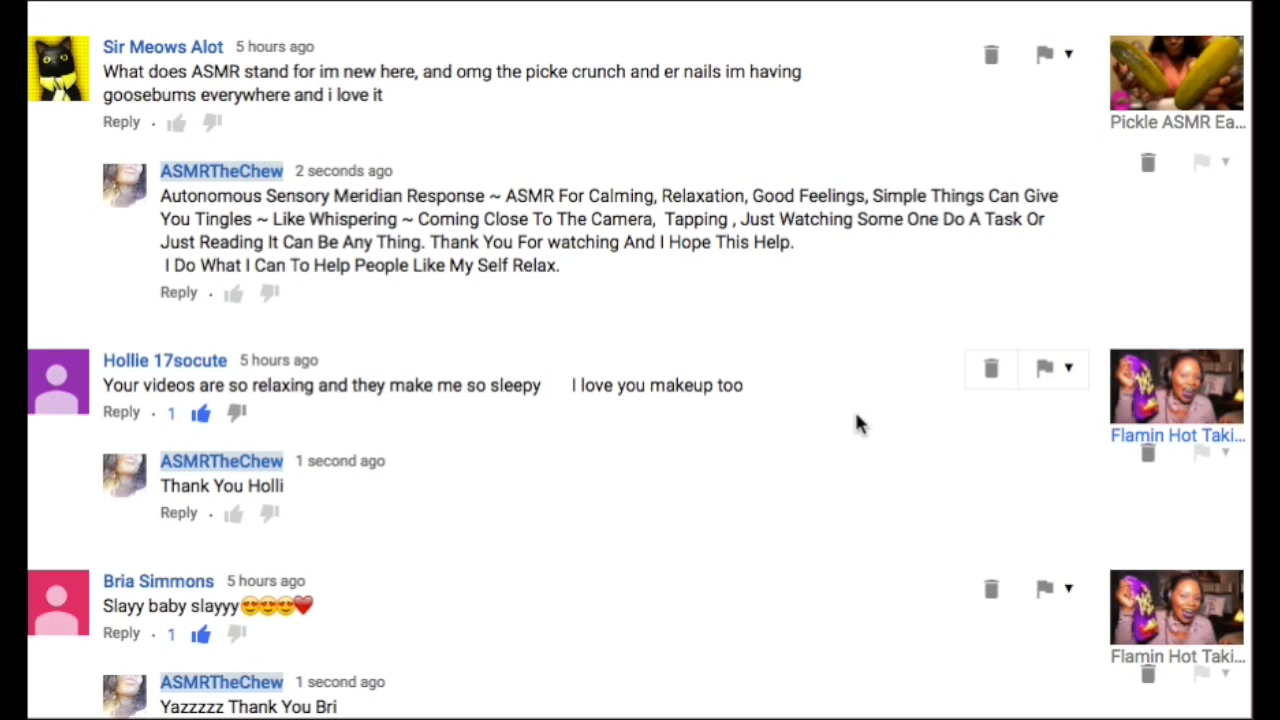 Sir Meows Alot 5 hours ago
What does ASMR stand for im new here, and omg the picke crunch and er nails im having
goosebums everywhere and i love it
Reply .
Pickle ASMR Ea...
ASMRTheChew 2 seconds ago
Autonomous Sensory Meridian Response ~ ASMR For Calming, Relaxation, Good Feelings, Simple Things Can Give
You Tingles ~ Like Whispering ~ Coming Close To The Camera,  Tapping , Just Watching Some One Do A Task Or
Just Reading It Can Be Any Thing. Thank You For watching And I Hope This Help.
I Do What I Can To Help People Like My Self Relax.
Reply .
Hollie 17socute 5 hours ago
Your videos are so relaxing and they make me so sleepy I love you makeup too
Reply . 1
Flamin Hot Taki...
ASMRTheChew 1 second ago
Thank You Holli
Reply .
Bria Simmons 5 hours ago
Slayy baby slayyy😍😍😍❤️
Reply . 1
Flamin Hot Taki...
ASMRTheChew 1 second ago
Yazzzzz Thank You Bri